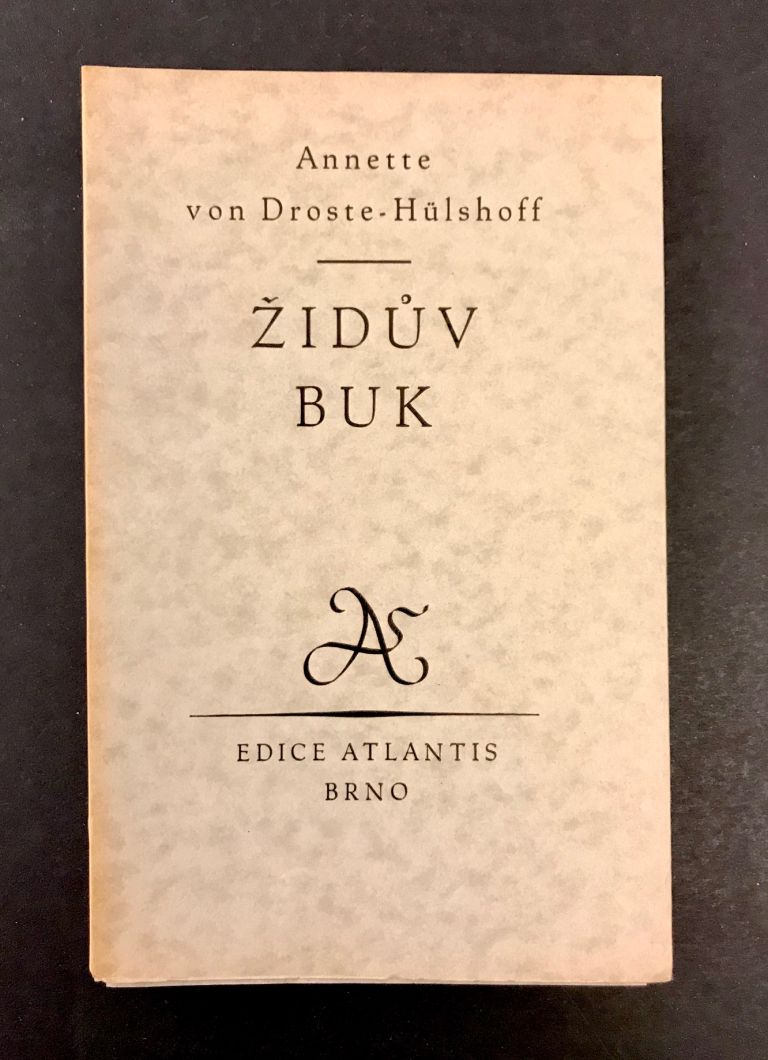 Annette
von Droste-Hülshoff
ŽIDŮV
BUK
EDICE ATLANTIS
BRNO